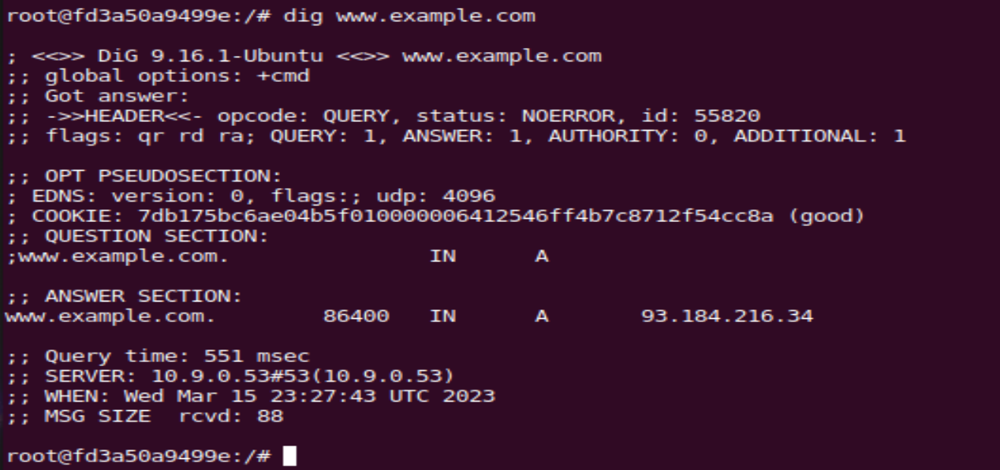 root@fd3a50a9499e:/# dig www.example.com
; <<>> DiG 9.16.1-Ubuntu <<>> www.example.com
;; global options: +cmd
;; Got answer:
;; ->>HEADER<<- opcode: QUERY, status: NOERROR, id: 55820
;; flags: qr rd ra; QUERY: 1, ANSWER: 1, AUTHORITY: 0, ADDITIONAL: 1
;; OPT PSEUDOSECTION:
; EDNS: version: 0, flags:; udp: 4096
; COOKIE: 7db175bc6ae04b5f010000006412546ff4b7c8712f54cc8a (good)
;; QUESTION SECTION:
;www.example.com. IN A
;; ANSWER SECTION:
www.example.com. 86400 IN A 93.184.216.34
;; Query time: 551 msec
;; SERVER: 10.9.0.53#53(10.9.0.53)
;; WHEN: Wed Mar 15 23:27:43 UTC 2023
;; MSG SIZE rcvd: 88
root@fd3a50a9499e:/#